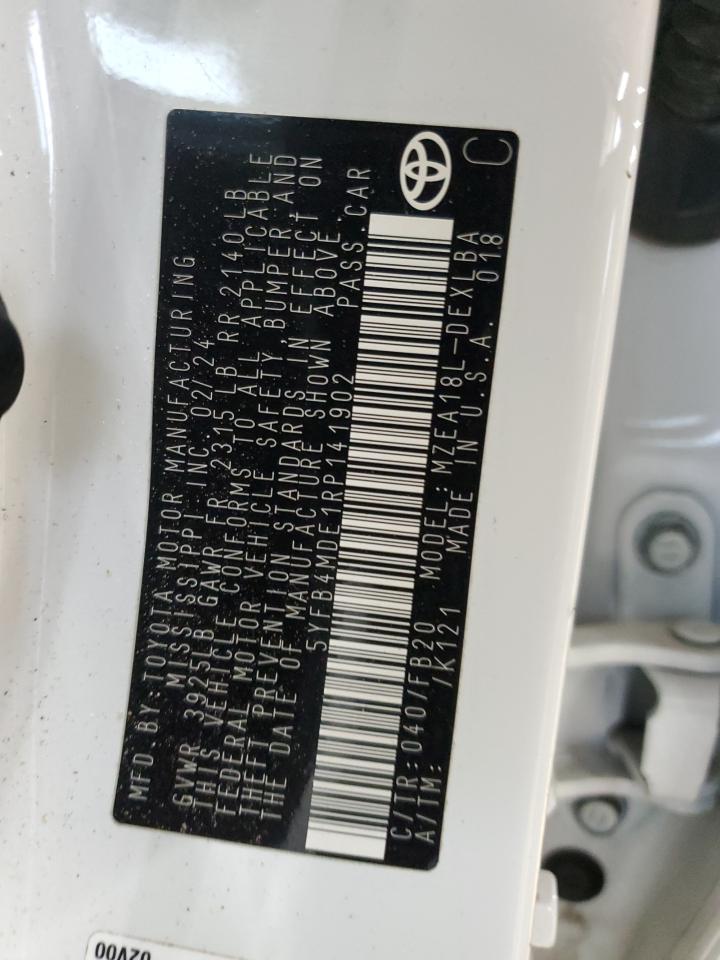 MFD BY:TOYOTA MOTOR MANUFACTURING
MISSISSIPPI INC.02/24
GVWR 3925LB GAWR FR 2315 LB RR 2140 LB
THIS VEHICLE CONFORMS TO ALL APPLICABLE
FEDERAL MOTOR VEHICLE SAFETY,BUMPER,AND
THEFT PREVENTION STANDARDS IN EFFECT ON
THE DATE OF MANUFACTURE SHOWN ABOVE.
5YFB4MDE1RP141902 PASS.CAR
C/TR:040/FB20 MODEL:MZEA18L-DEXLBA
A/TM: /K121 MADE IN U.S.A. 018
C
02V00